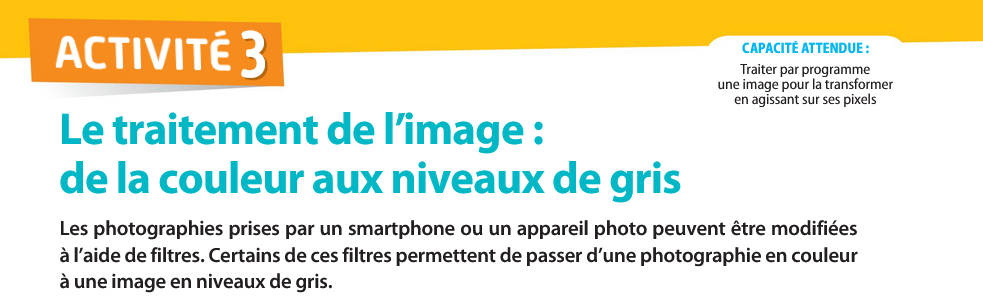 ACTIVITÉ 3
CAPACITÉ ATTENDUE :
Traiter par programme
une image pour la transformer
en agissant sur ses pixels
Le traitement de l’image :
de la couleur aux niveaux de gris
Les photographies prises par un smartphone ou un appareil photo peuvent être modifiées
à l’aide de filtres. Certains de ces filtres permettent de passer d’une photographie en couleur
à une image en niveaux de gris.